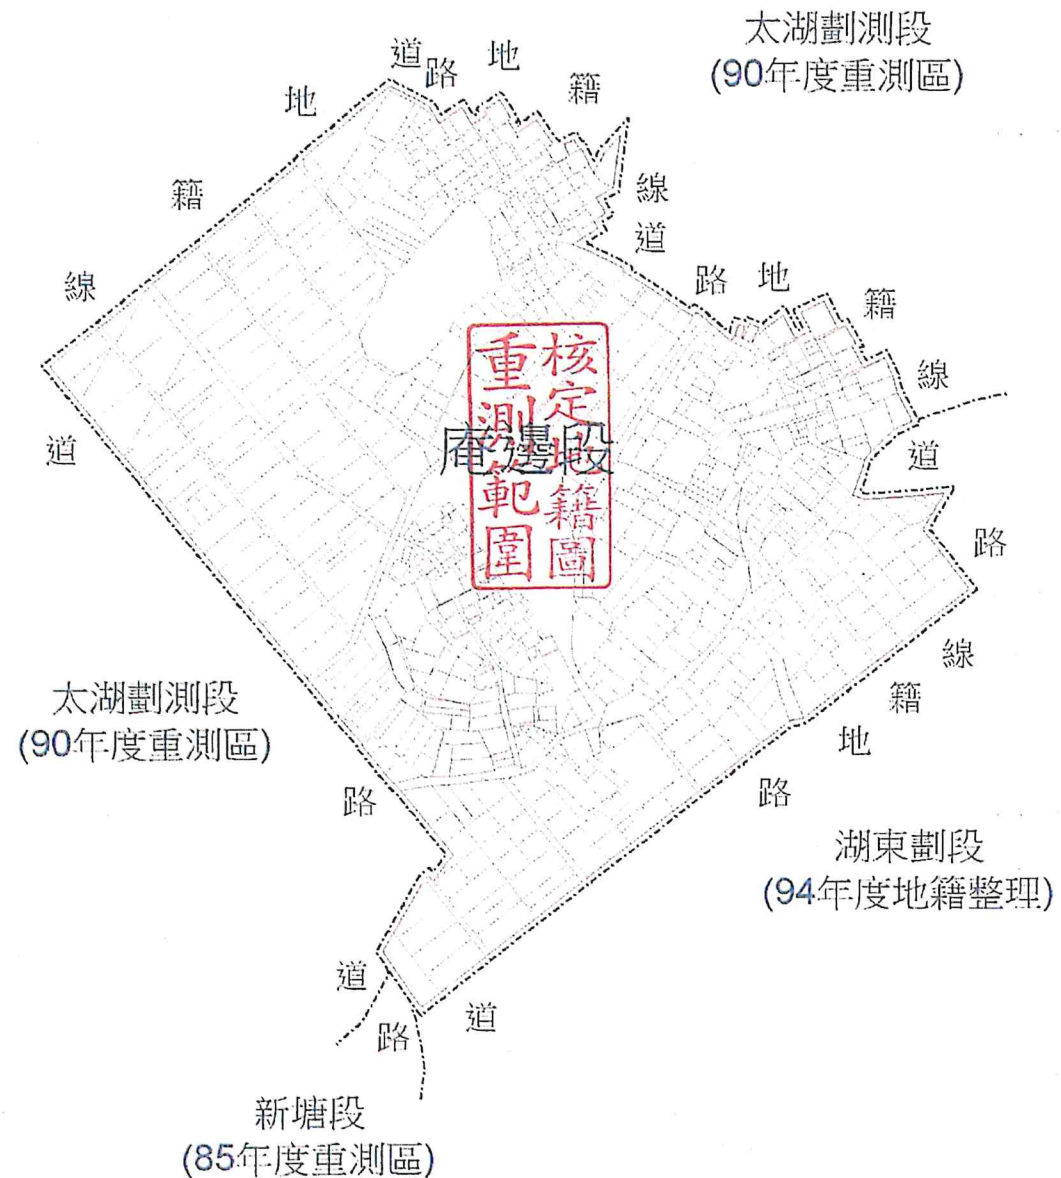 太湖劃測段
(90年度重測區)
道路地籍線
道路地籍線
道路
地籍線
道路
庵邊段
核定地籍圖
重測範圍
太湖劃測段
(90年度重測區)
線籍地路道
湖東劃段
(94年度地籍整理)
道路
新塘段
(85年度重測區)